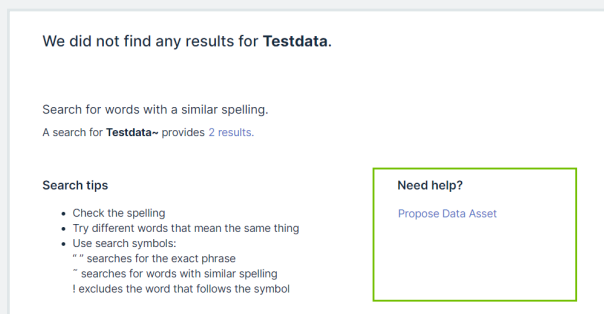 We did not find any results for Testdata.
Search for words with a similar spelling.
A search for Testdata~ provides 2 results.
Search tips
• Check the spelling
• Try different words that mean the same thing
• Use search symbols:
“ ” searches for the exact phrase
˜ searches for words with similar spelling
! excludes the word that follows the symbol
Need help?
Propose Data Asset